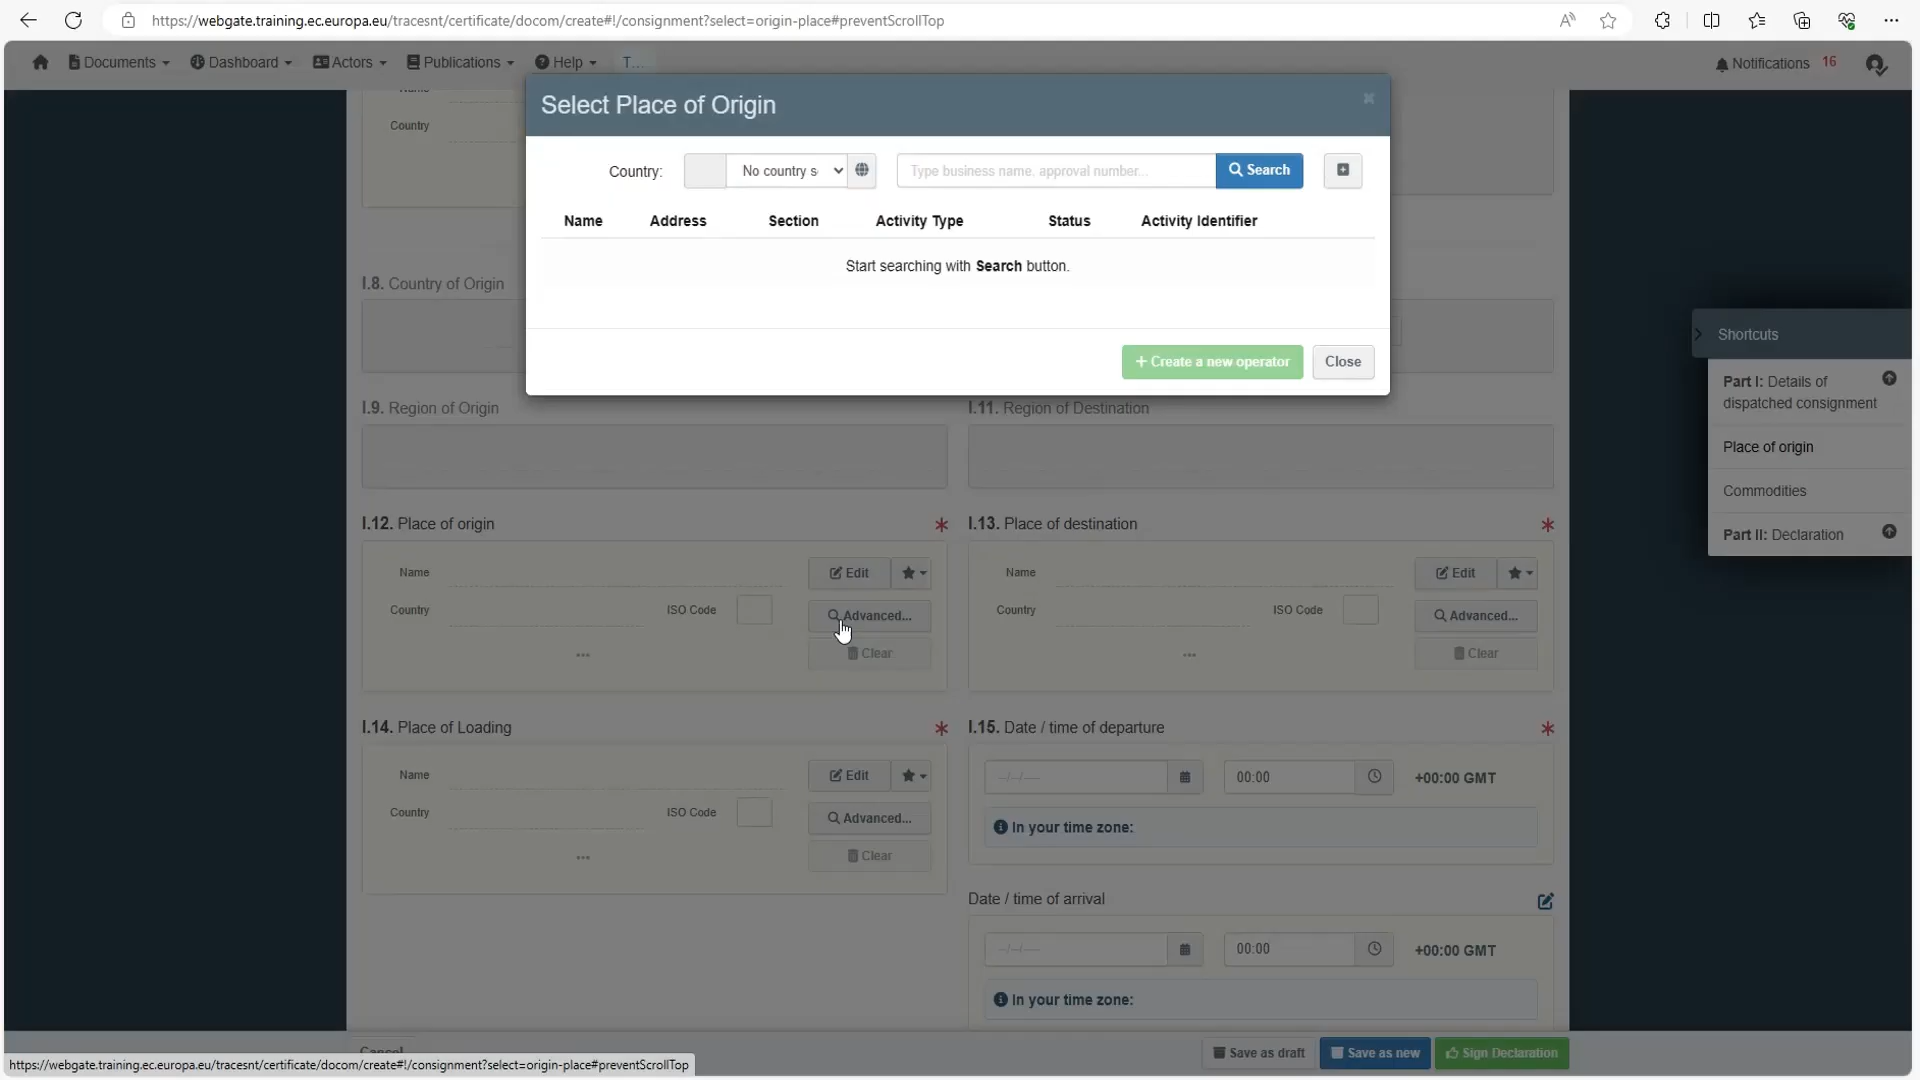 https://webgate.training.ec.europa.eu/tracesnt/certificate/docom/create#!/consignment?select=origin-place#preventScrollTop
Documents Dashboard Actors Publications Help T... Notifications 16
Select Place of Origin
Country
Country: No country s Type business name. approval number... Search
Name Address Section Activity Type Status Activity Identifier
Start searching with Search button.
I.8. Country of Origin
Shortcuts
+ Create a new operator Close
Part I: Details of
dispatched consignment
I.9. Region of Origin I.11. Region of Destination
Place of origin
Commodities
Part II: Declaration
I.12. Place of origin * I.13. Place of destination *
Name Edit Name Edit
Country ISO Code Advanced... Country ISO Code Advanced...
... Clear ... Clear
I.14. Place of Loading * I.15. Date / time of departure *
Name Edit --/--/---- 00:00 +00:00 GMT
Country ISO Code Advanced... In your time zone:
... Clear
Date / time of arrival
--/--/---- 00:00 +00:00 GMT
In your time zone:
Save as draft Save as new Sign Declaration
https://webgate.training.ec.europa.eu/tracesnt/certificate/docom/create#!/consignment?select=origin-place#preventScrollTop